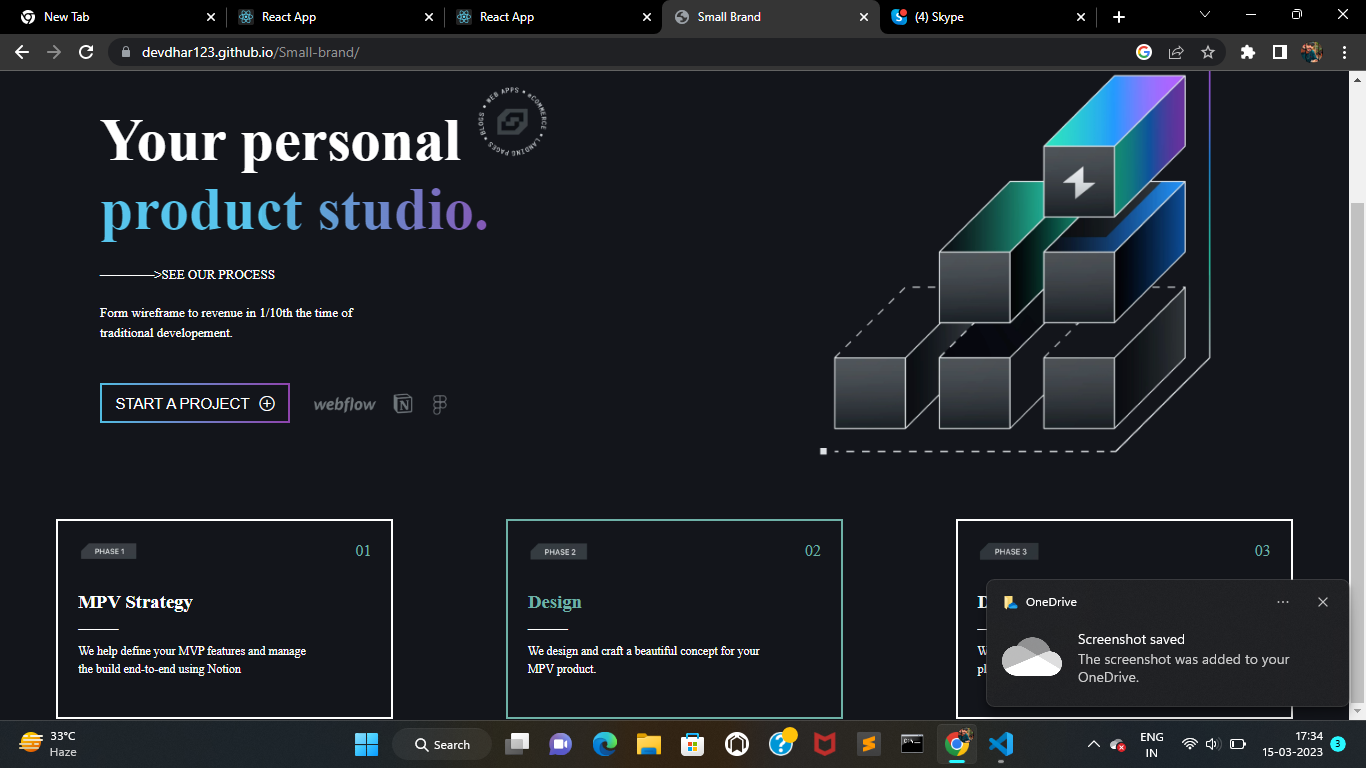 New Tab
React App
React App
Small Brand
(4) Skype
devdhar123.github.io/Small-brand/
Your personal
product studio.
WEB APPS • eCOMMERCE • LANDING PAGES • BLOGS •
————>SEE OUR PROCESS
Form wireframe to revenue in 1/10th the time of
traditional developement.
START A PROJECT
webflow
PHASE 1
01
MPV Strategy
We help define your MVP features and manage
the build end-to-end using Notion
PHASE 2
02
Design
We design and craft a beautiful concept for your
MPV product.
PHASE 3
03
OneDrive
Screenshot saved
The screenshot was added to your
OneDrive.
33°C
Haze
Search
ENG
IN
17:34
15-03-2023
3